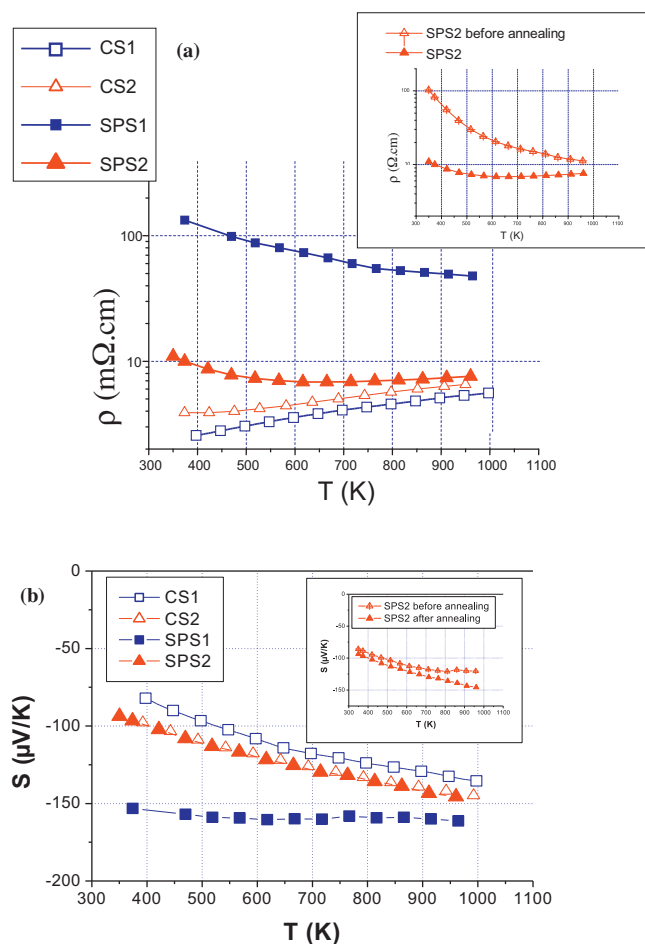 (a)
CS1
CS2
SPS1
SPS2
SPS2 before annealing
SPS2
ρ (Ω.cm)
100
10
1
300 400 500 600 700 800 900 1000 1100
T (K)
ρ (mΩ.cm)
100
10
300 400 500 600 700 800 900 1000 1100
T (K)
(b)
CS1
CS2
SPS1
SPS2
SPS2 before annealing
SPS2 after annealing
S (µV/K)
0
-50
-100
-150
300 400 500 600 700 800 900 1000 1100
T (K)
S (µV/K)
0
-50
-100
-150
-200
300 400 500 600 700 800 900 1000 1100
T (K)